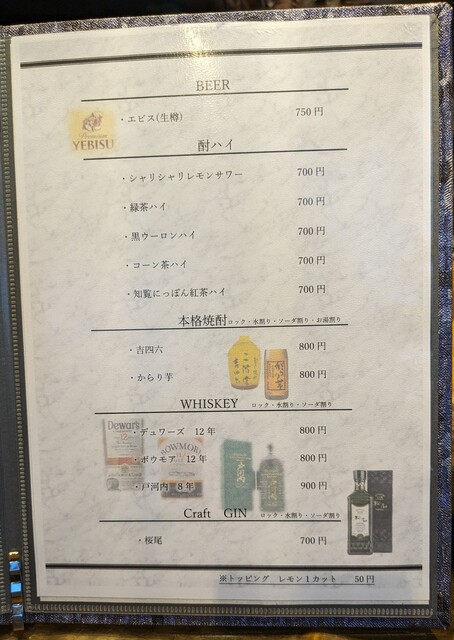 BEER
Premium
YEBISU
・エビス(生樽) 750円
酎ハイ
・シャリシャリレモンサワー 700円
・緑茶ハイ 700円
・黒ウーロンハイ 700円
・コーン茶ハイ 700円
・知覧にっぽん紅茶ハイ 700円
本格焼酎 ロック・水割り・ソーダ割り・お湯割り
・吉四六 800円
・からり芋 800円
WHISKEY ロック・水割り・ソーダ割り
Dewar's
12
・デュワーズ 12年 800円
BOWMORE
・ボウモア 12年 800円
戸河内
・戸河内 8年 900円
Craft GIN ロック・水割り・ソーダ割り
・桜尾 700円
※トッピング レモン1カット 50円